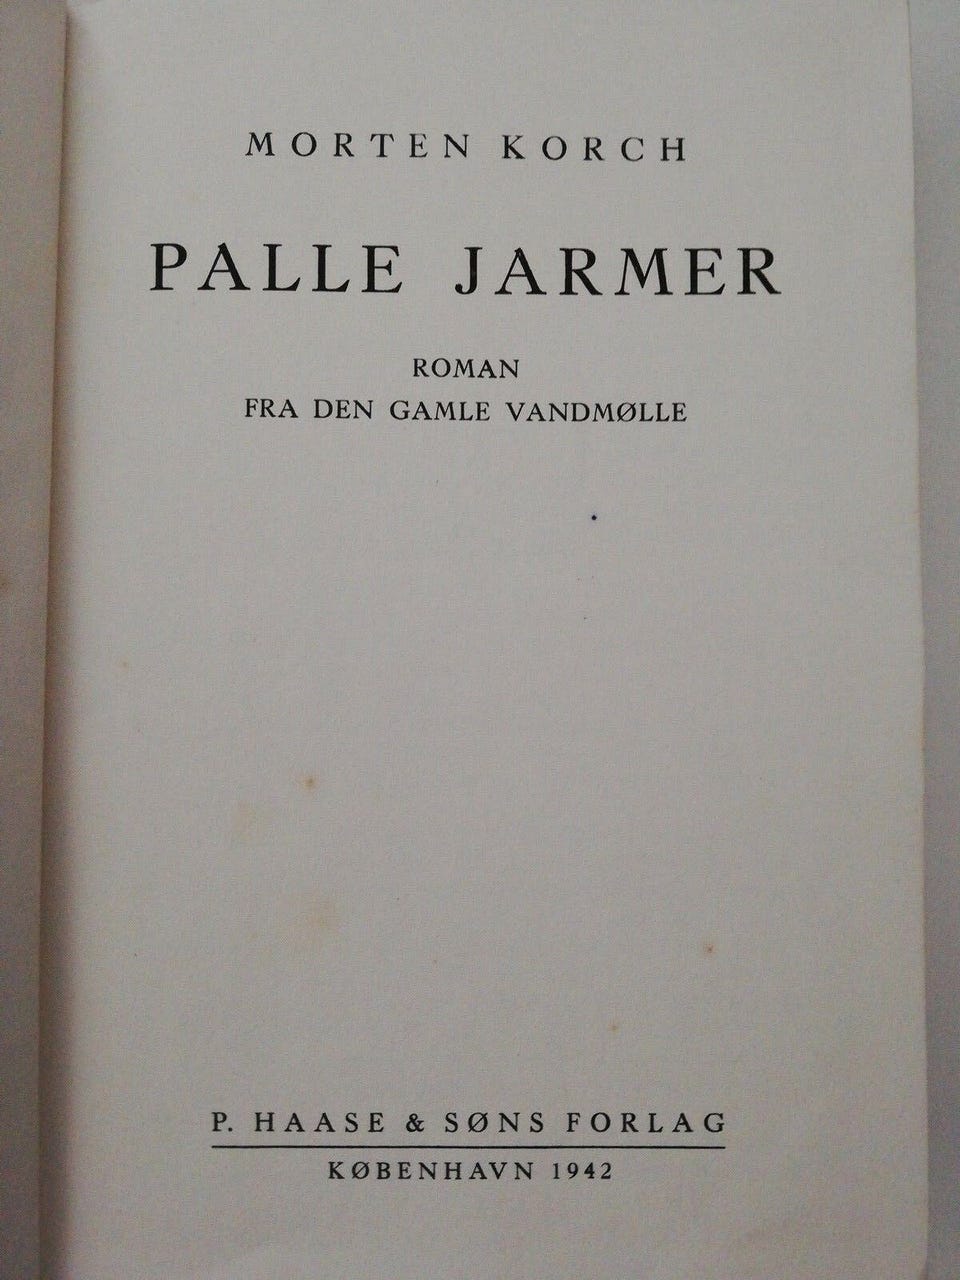 MORTEN KORCH
PALLE JARMER
ROMAN
FRA DEN GAMLE VANDMØLLE
P. HAASE & SØNS FORLAG
KØBENHAVN 1942